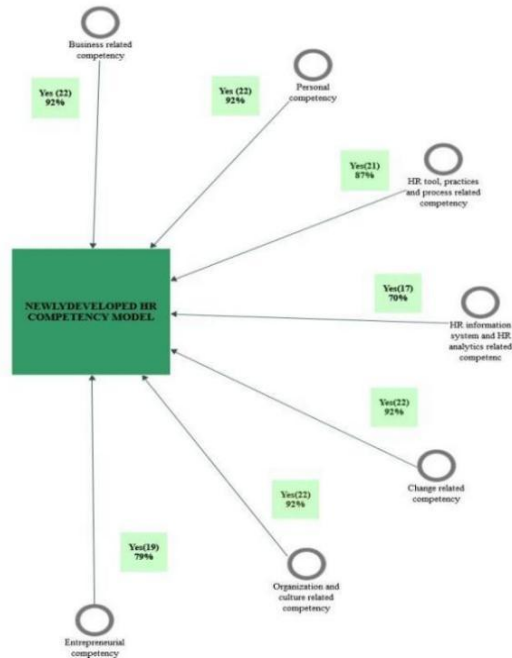 Business related
competency
Yes (22)
92%
Yes (22)
92%
Personal
competency
Yes(21)
87%
HR tool, practices
and process related
competency
NEWLYDEVELOPED HR
COMPETENCY MODEL
Yes(17)
70%
HR information
system and HR
analytics related
competenc
Yes(22)
92%
Change related
competency
Yes(22)
92%
Organization and
culture related
competency
Yes(19)
79%
Entrepreneurial
competency